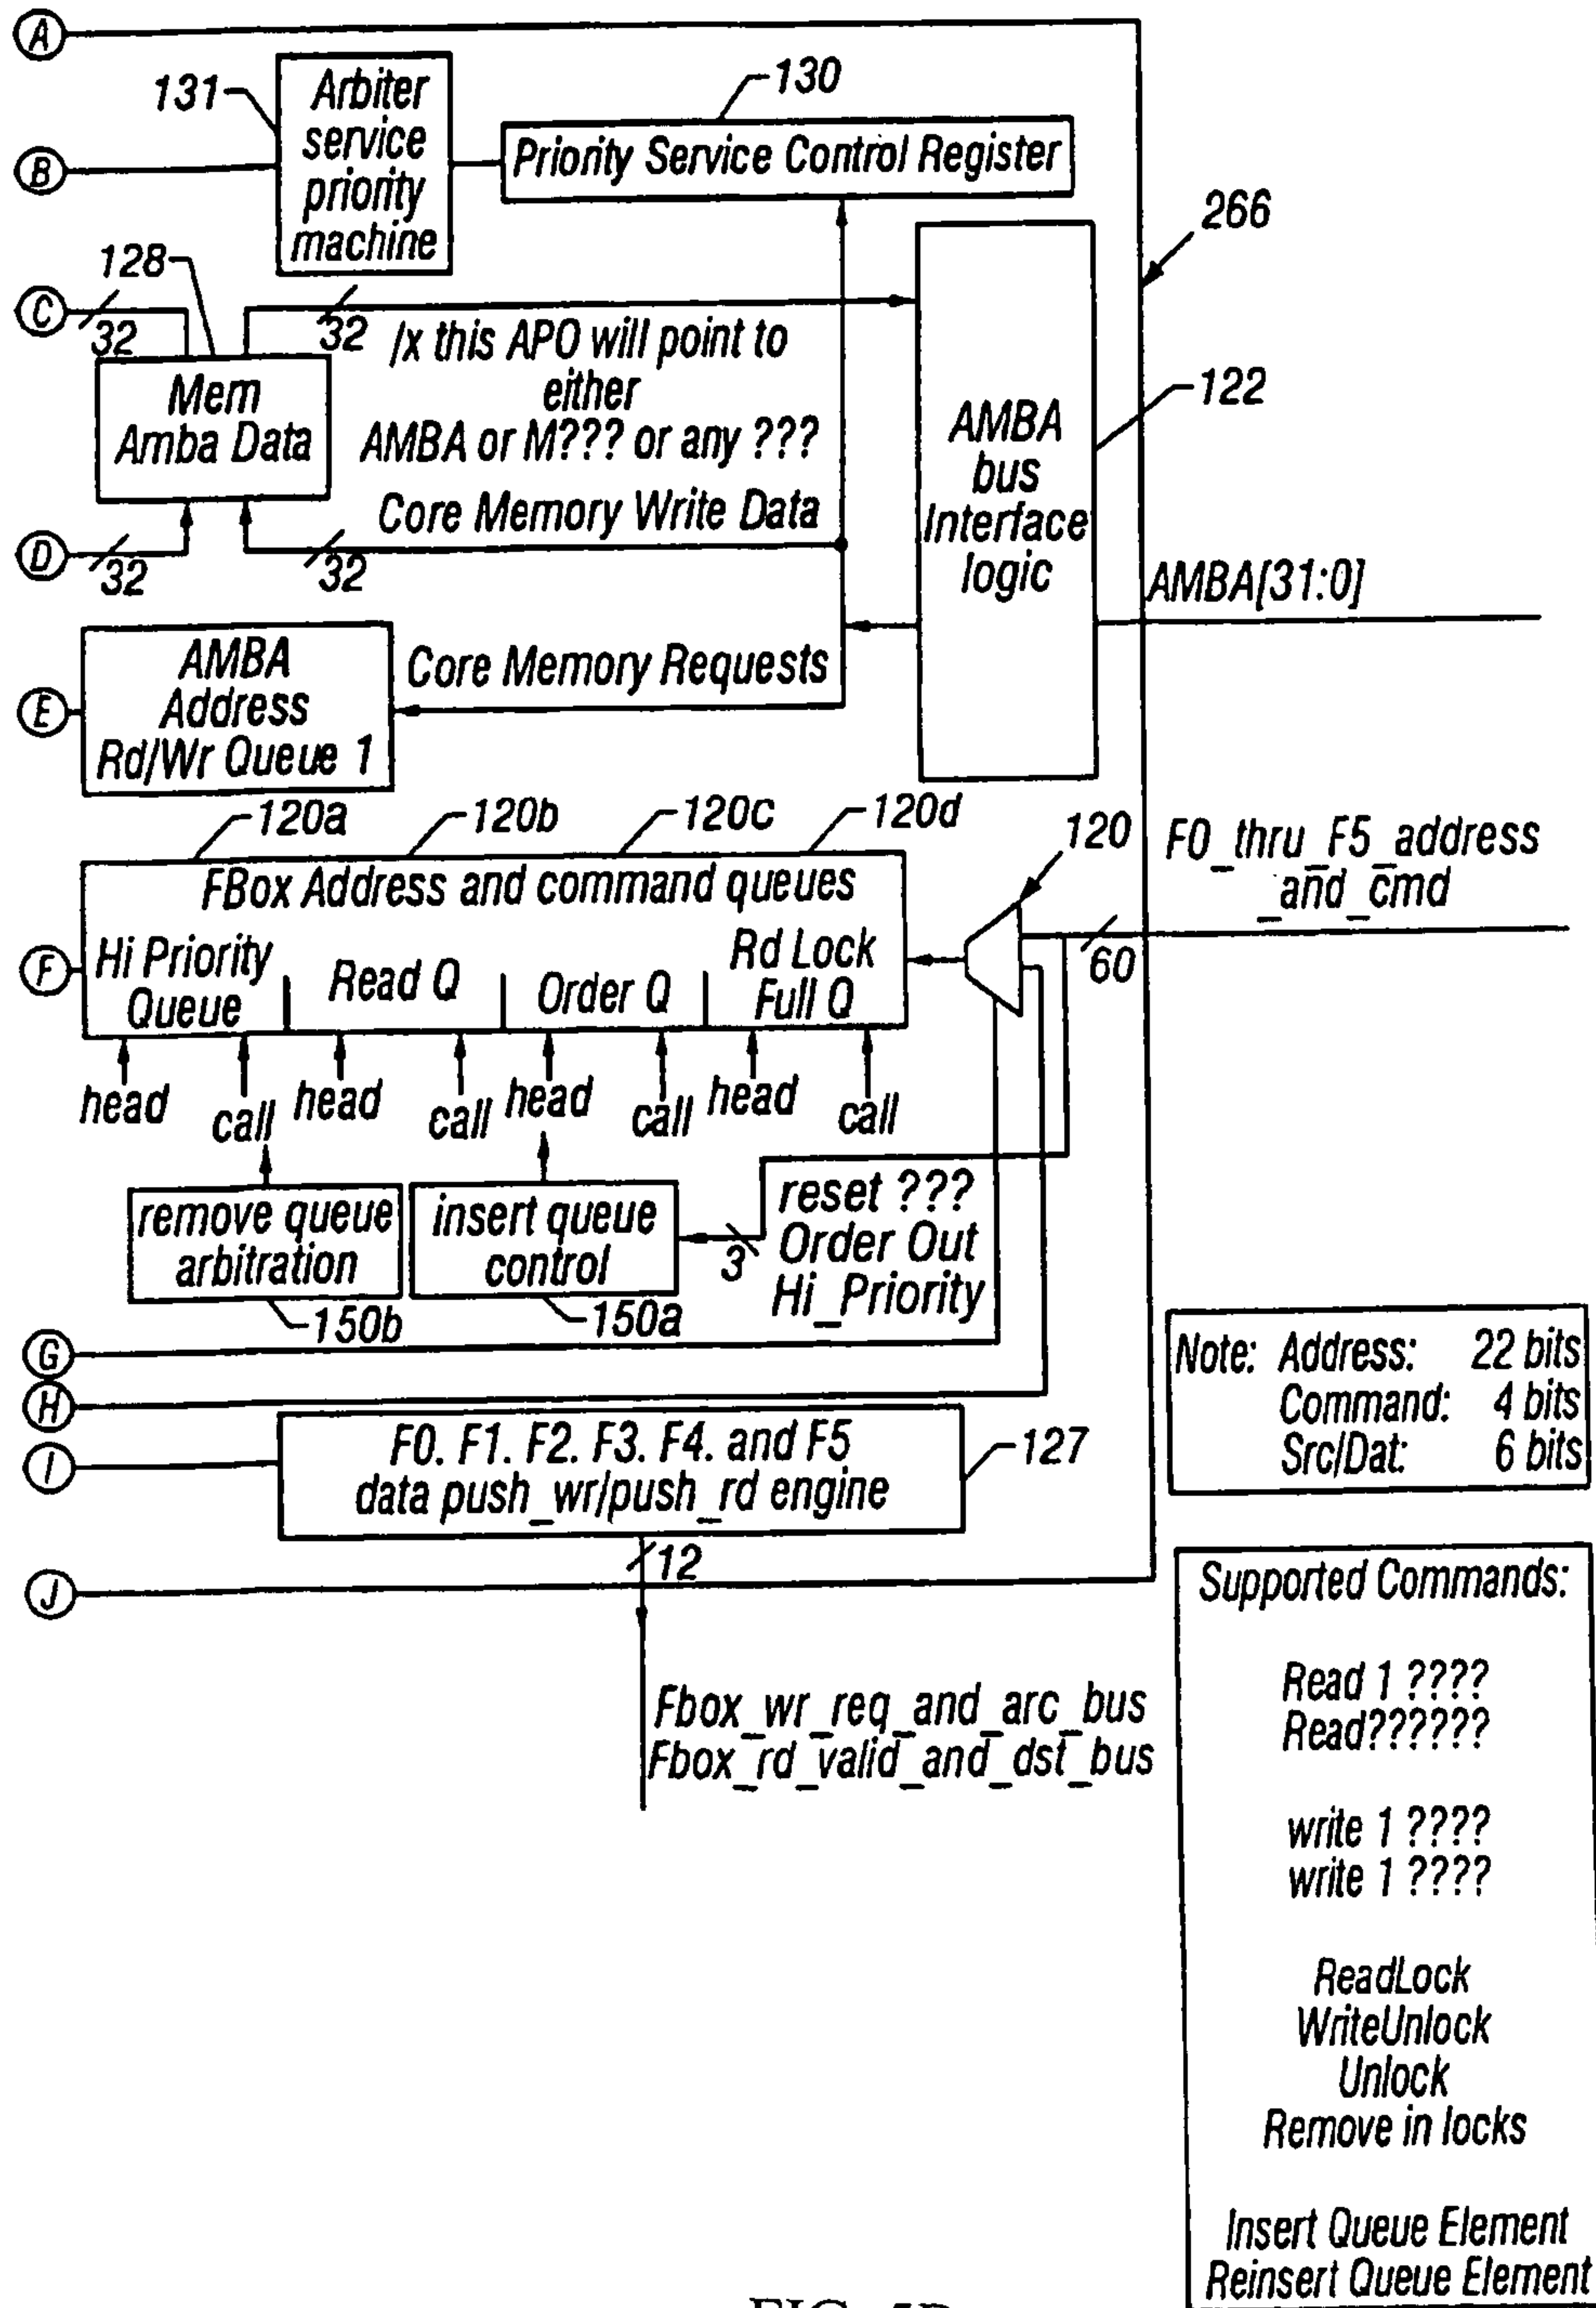 A
131
Arbiter
service
priority
machine
130
Priority Service Control Register
B
266
128
C
32
32
/x this APO will point to
either
AMBA or M??? or any ???
Mem
Amba Data
AMBA
bus
Interface
logic
122
Core Memory Write Data
D
32
32
AMBA[31:0]
AMBA
Address
Rd/Wr Queue 1
Core Memory Requests
E
120a
120b
120c
120d
120
F0_thru_F5_address
_and_cmd
60
FBox Address and command queues
F
Hi Priority
Queue
Read Q
Order Q
Rd Lock
Full Q
head
call
head
call
head
call
head
call
remove queue
arbitration
150b
insert queue
control
150a
3
reset ???
Order Out
Hi_Priority
G
H
Note: Address: 22 bits
Command: 4 bits
Src/Dat: 6 bits
I
F0. F1. F2. F3. F4. and F5
data push_wr/push_rd engine
127
12
J
Fbox_wr_req_and_arc_bus
Fbox_rd_valid_and_dst_bus
Supported Commands:
Read 1 ????
Read??????
write 1 ????
write 1 ????
ReadLock
WriteUnlock
Unlock
Remove in locks
Insert Queue Element
Reinsert Queue Element